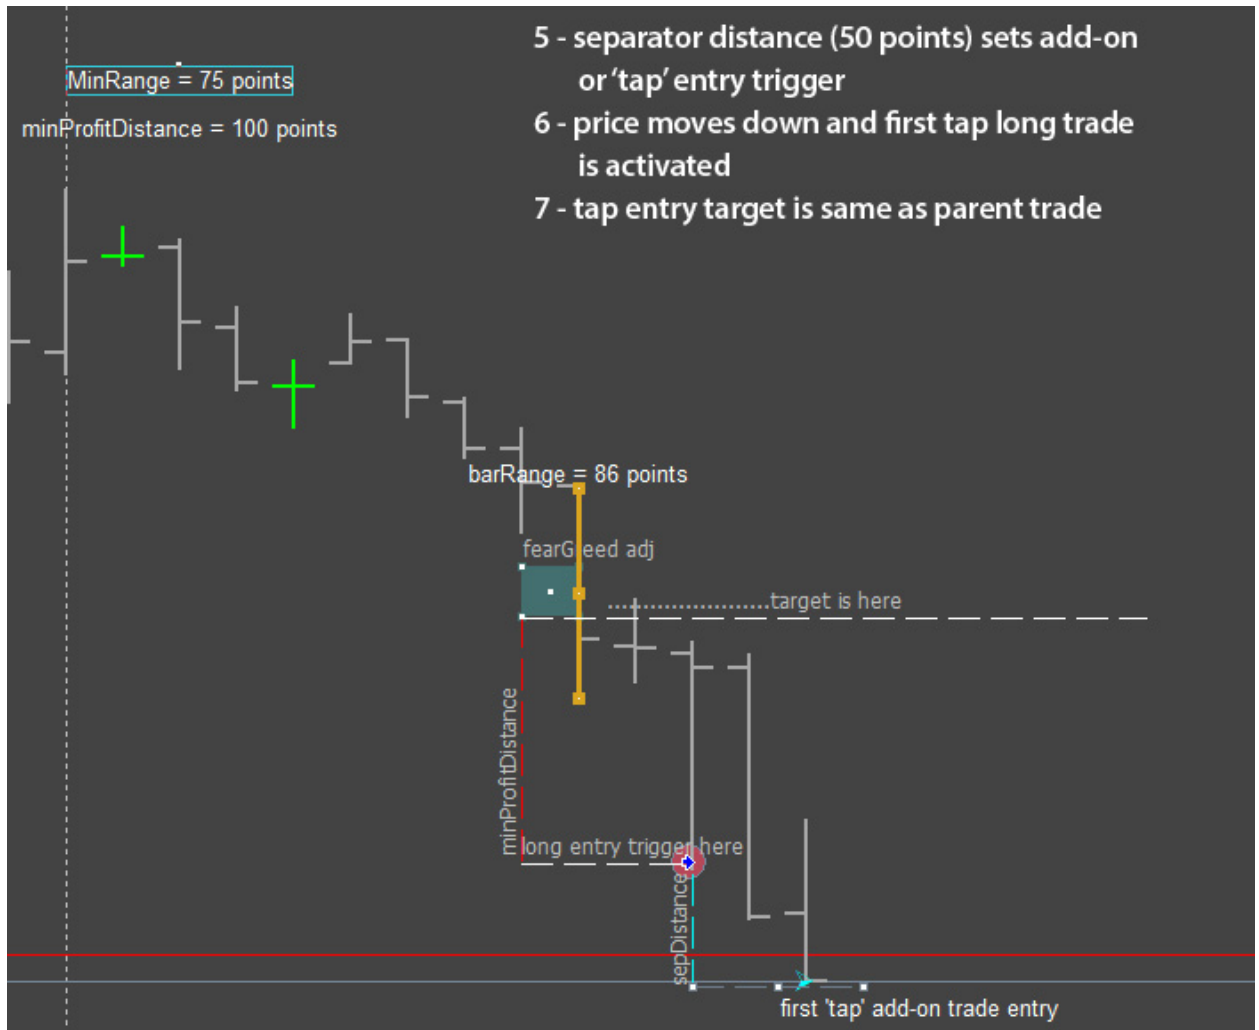 5 - separator distance (50 points) sets add-on
or 'tap' entry trigger
6 - price moves down and first tap long trade
is activated
7 - tap entry target is same as parent trade
MinRange = 75 points
minProfitDistance = 100 points
barRange = 86 points
fearGreed adj
........................target is here
minProfitDistance
long entry trigger here
sepDistance
first 'tap' add-on trade entry